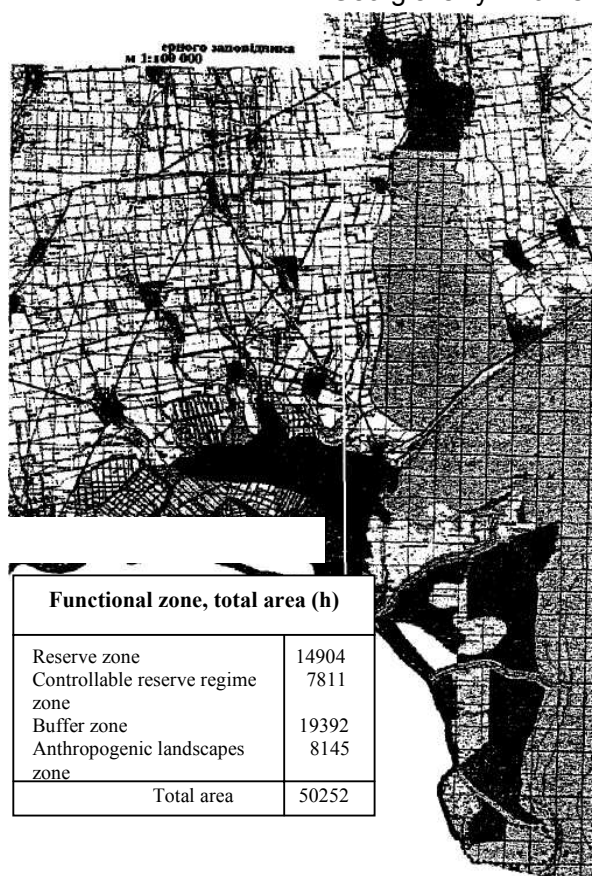 ерного заповідника
м 1:100 000
Functional zone, total area (h)
Reserve zone 14904
Controllable reserve regime 7811
zone
Buffer zone 19392
Anthropogenic landscapes 8145
zone
Total area 50252